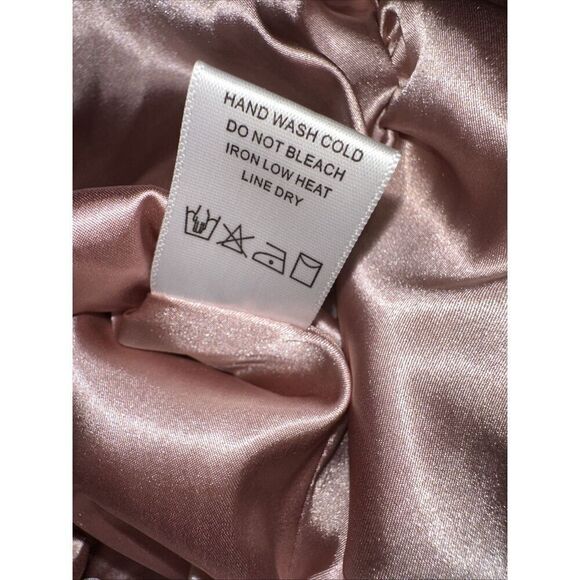 HAND WASH COLD
DO NOT BLEACH
IRON LOW HEAT
LINE DRY